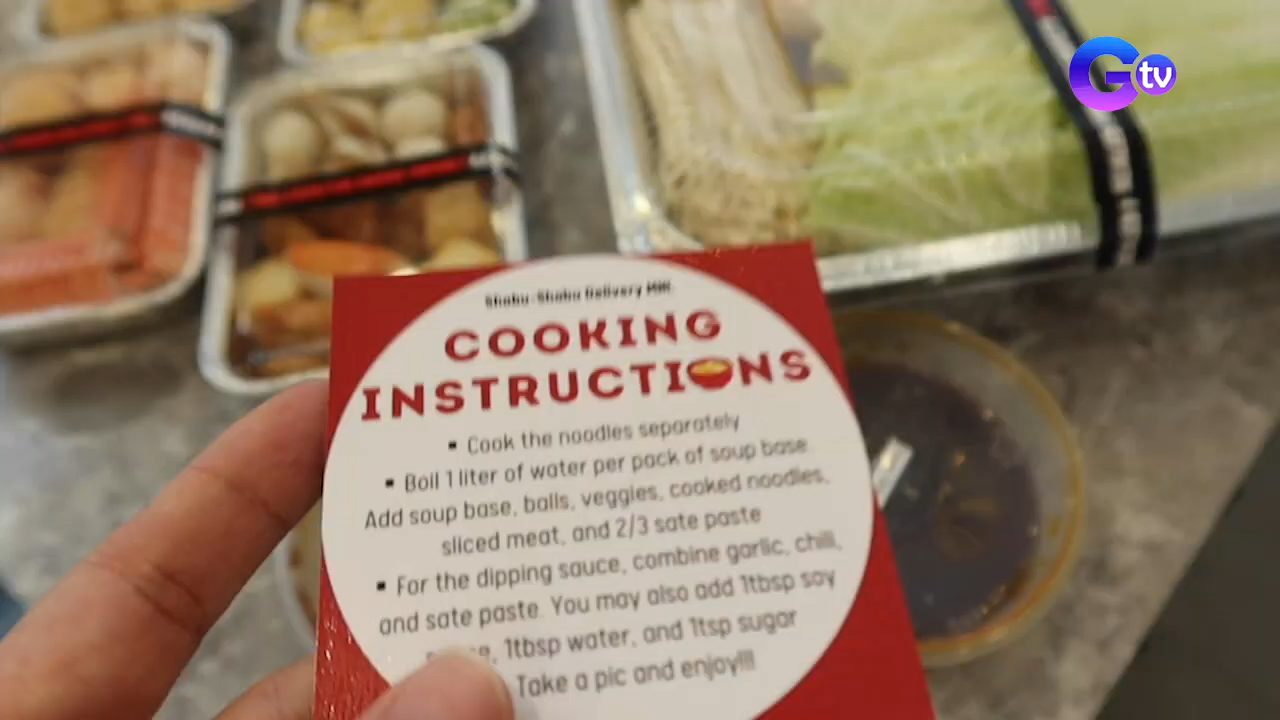 Gtv
Shabu-Shabu Delivery MNL
COOKING
INSTRUCTIONS
▪ Cook the noodles separately
▪ Boil 1 liter of water per pack of soup base
Add soup base, balls, veggies, cooked noodles,
sliced meat, and 2/3 sate paste
▪ For the dipping sauce, combine garlic, chili,
and sate paste. You may also add 1tbsp soy
1tbsp water, and 1tsp sugar
Take a pic and enjoy!!!